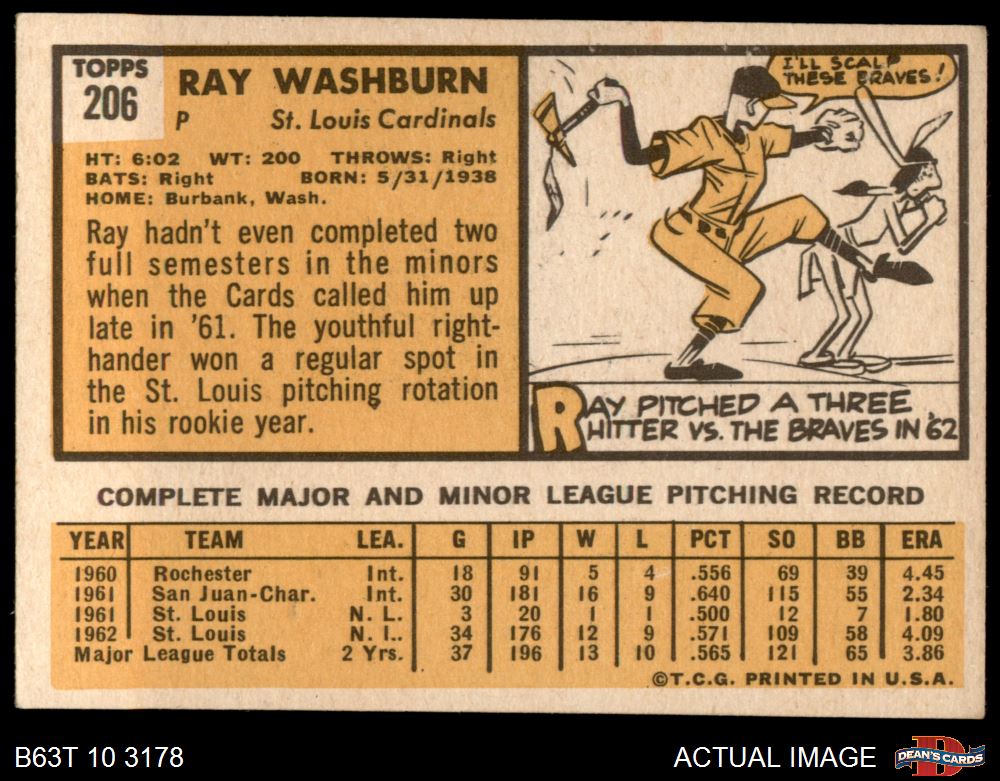 TOPPS
206
RAY WASHBURN
P St. Louis Cardinals
HT: 6:02 WT: 200 THROWS: Right
BATS: Right BORN: 5/31/1938
HOME: Burbank, Wash.
Ray hadn't even completed two
full semesters in the minors
when the Cards called him up
late in '61. The youthful right-
hander won a regular spot in
the St. Louis pitching rotation
in his rookie year.
I'LL SCALP
THESE BRAVES!
RAY PITCHED A THREE
HITTER VS. THE BRAVES IN '62
COMPLETE MAJOR AND MINOR LEAGUE PITCHING RECORD
YEAR TEAM LEA. G IP W L PCT SO BB ERA
1960 Rochester Int. 18 91 5 4 .556 69 39 4.45
1961 San Juan-Char. Int. 30 181 16 9 .640 115 55 2.34
1961 St. Louis N. L. 3 20 1 1 .500 12 7 1.80
1962 St. Louis N. L. 34 176 12 9 .571 109 58 4.09
Major League Totals 2 Yrs. 37 196 13 10 .565 121 65 3.86
©T.C.G. PRINTED IN U.S.A.
B63T 10 3178 ACTUAL IMAGE DEAN'S CARDS